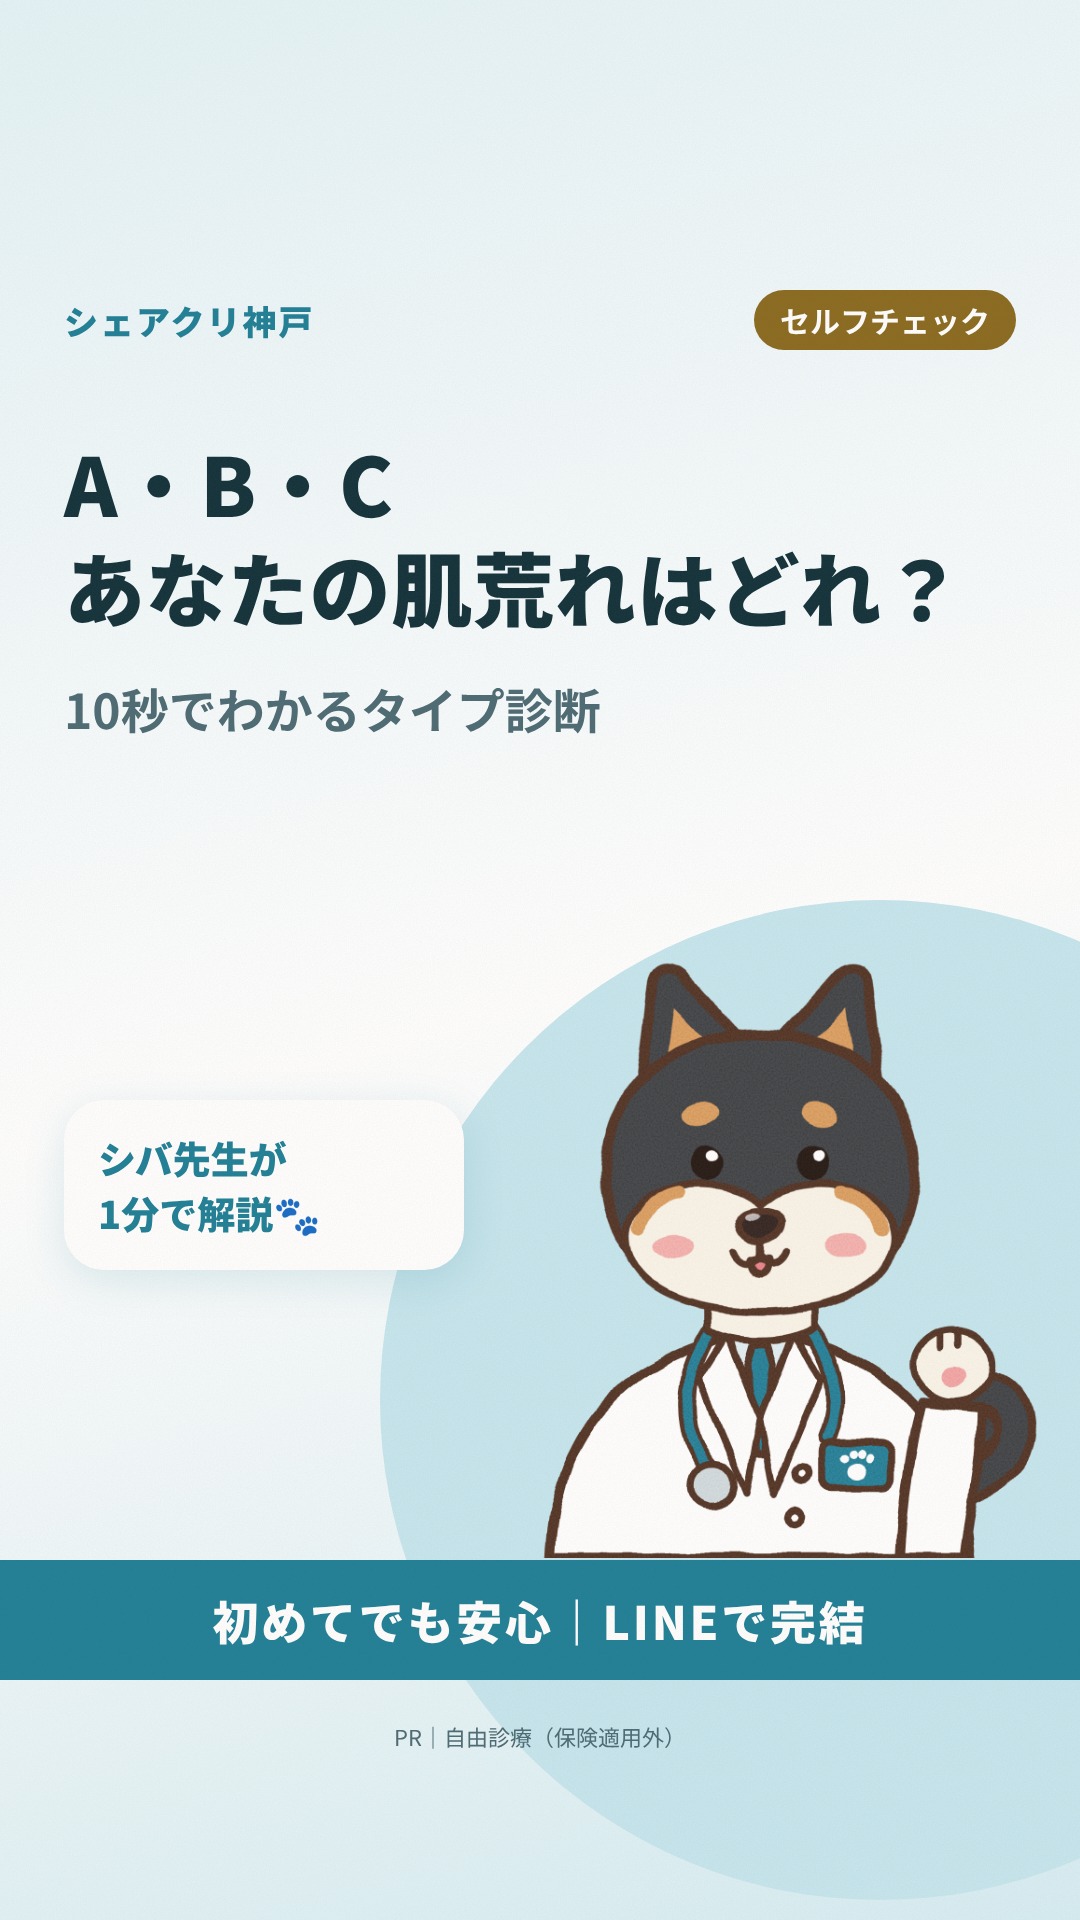 シェアクリ神戸
セルフチェック
A・B・C
あなたの肌荒れはどれ？
10秒でわかるタイプ診断
シバ先生が
1分で解説🐾
初めてでも安心｜LINEで完結
PR｜自由診療（保険適用外）